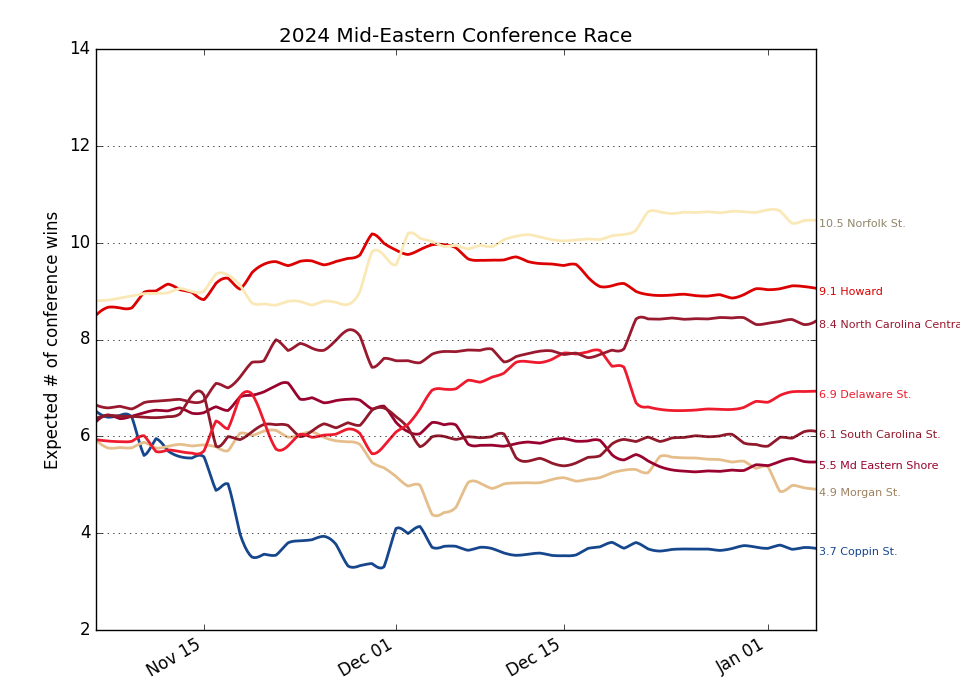 2024 Mid-Eastern Conference Race
Expected # of conference wins
14
12
10
8
6
4
2
Nov 15
Dec 01
Dec 15
Jan 01
10.5 Norfolk St.
9.1 Howard
8.4 North Carolina Centra
6.9 Delaware St.
6.1 South Carolina St.
5.5 Md Eastern Shore
4.9 Morgan St.
3.7 Coppin St.